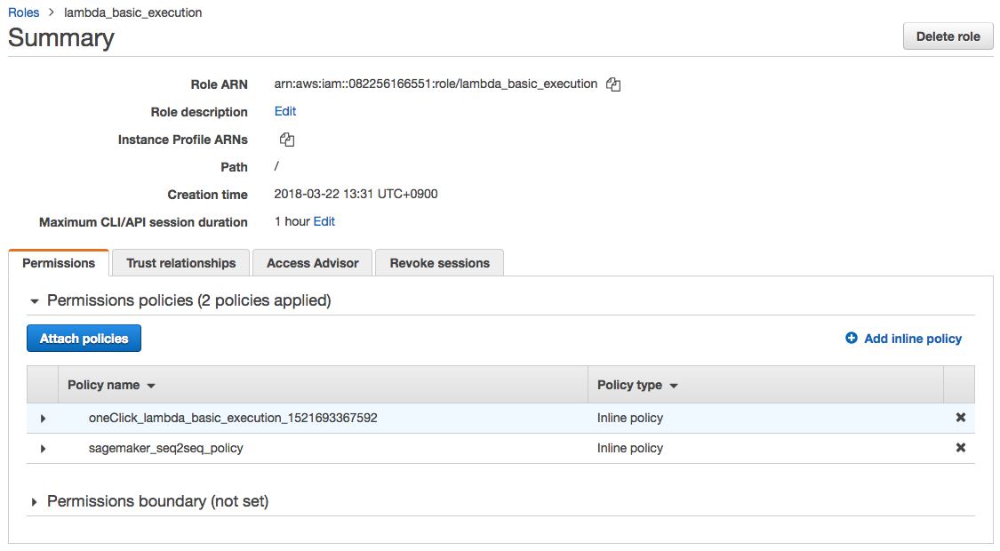 Roles > lambda_basic_execution
Summary
Delete role
Role ARN arn:aws:iam::082256166551:role/lambda_basic_execution
Role description Edit
Instance Profile ARNs
Path /
Creation time 2018-03-22 13:31 UTC+0900
Maximum CLI/API session duration 1 hour Edit
Permissions Trust relationships Access Advisor Revoke sessions
Permissions policies (2 policies applied)
Attach policies Add inline policy
Policy name Policy type
oneClick_lambda_basic_execution_1521693367592 Inline policy
sagemaker_seq2seq_policy Inline policy
Permissions boundary (not set)